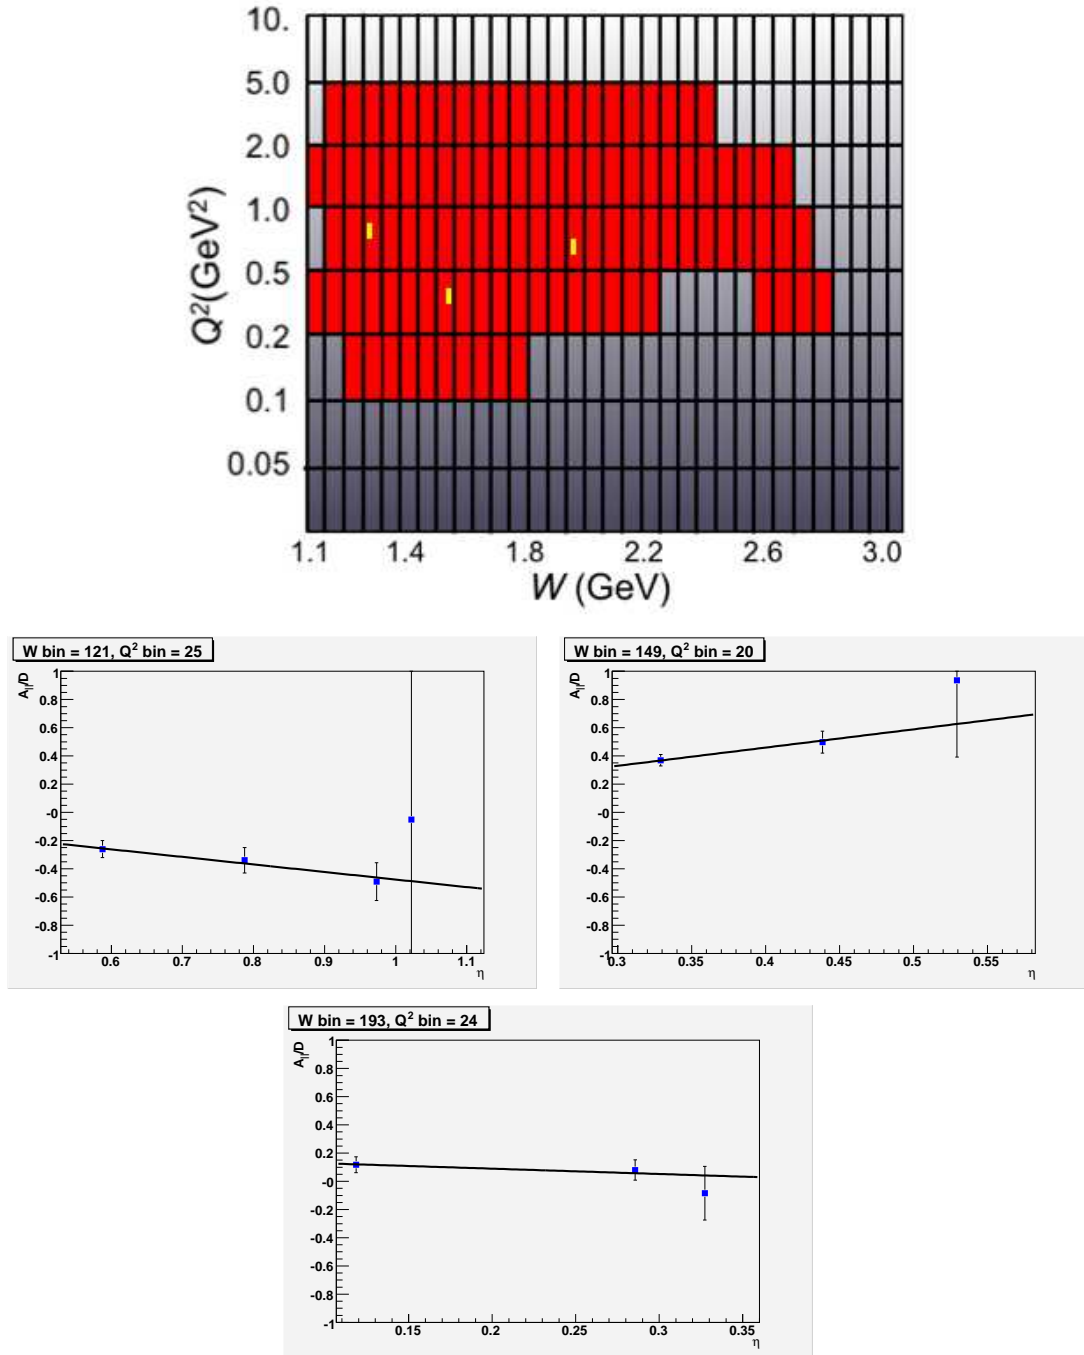 10.
5.0
2.0
1.0
0.5
0.2
0.1
0.05
Q²(GeV²)
1.1 1.4 1.8 2.2 2.6 3.0
W (GeV)
W bin = 121, Q² bin = 25
A||/D
1
0.8
0.6
0.4
0.2
-0
-0.2
-0.4
-0.6
-0.8
-1
0.6 0.7 0.8 0.9 1 1.1
η
W bin = 149, Q² bin = 20
A||/D
1
0.8
0.6
0.4
0.2
-0
-0.2
-0.4
-0.6
-0.8
-1
0.3 0.35 0.4 0.45 0.5 0.55
η
W bin = 193, Q² bin = 24
A||/D
1
0.8
0.6
0.4
0.2
-0
-0.2
-0.4
-0.6
-0.8
-1
0.15 0.2 0.25 0.3 0.35
η